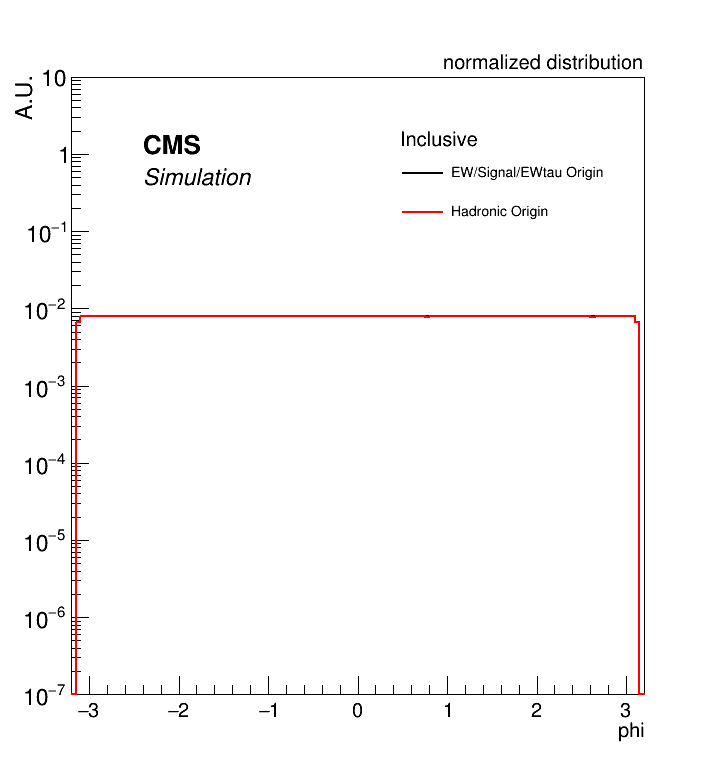 normalized distribution
A.U.
10
CMS
Simulation
Inclusive
EW/Signal/EWtau Origin
Hadronic Origin
1
10⁻¹
10⁻²
10⁻³
10⁻⁴
10⁻⁵
10⁻⁶
10⁻⁷
−3 −2 −1 0 1 2 3
phi